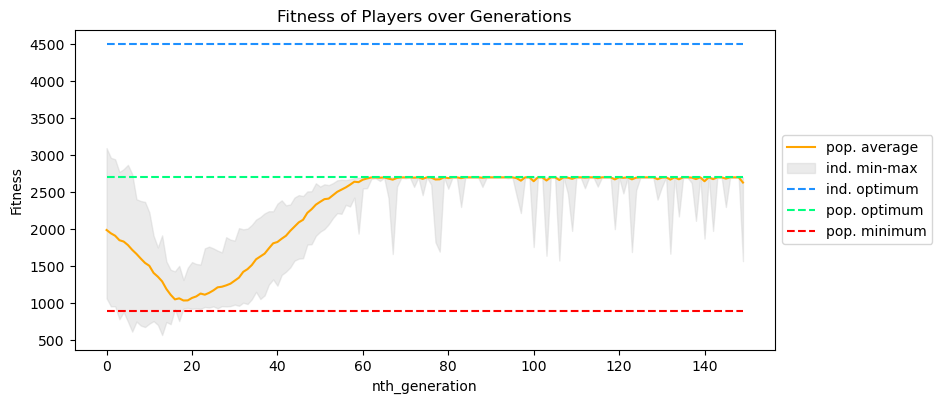 Fitness of Players over Generations
Fitness
4500
4000
3500
3000
2500
2000
1500
1000
500
0 20 40 60 80 100 120 140
nth_generation
pop. average
ind. min-max
ind. optimum
pop. optimum
pop. minimum